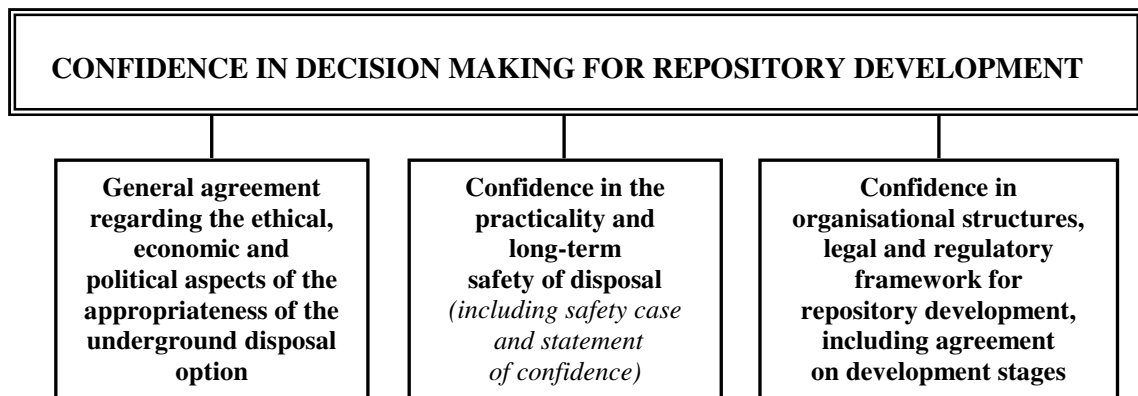 CONFIDENCE IN DECISION MAKING FOR REPOSITORY DEVELOPMENT
General agreement
regarding the ethical,
economic and
political aspects of the
appropriateness of the
underground disposal
option
Confidence in the
practicality and
long-term
safety of disposal
(including safety case
and statement
of confidence)
Confidence in
organisational structures,
legal and regulatory
framework for
repository development,
including agreement
on development stages